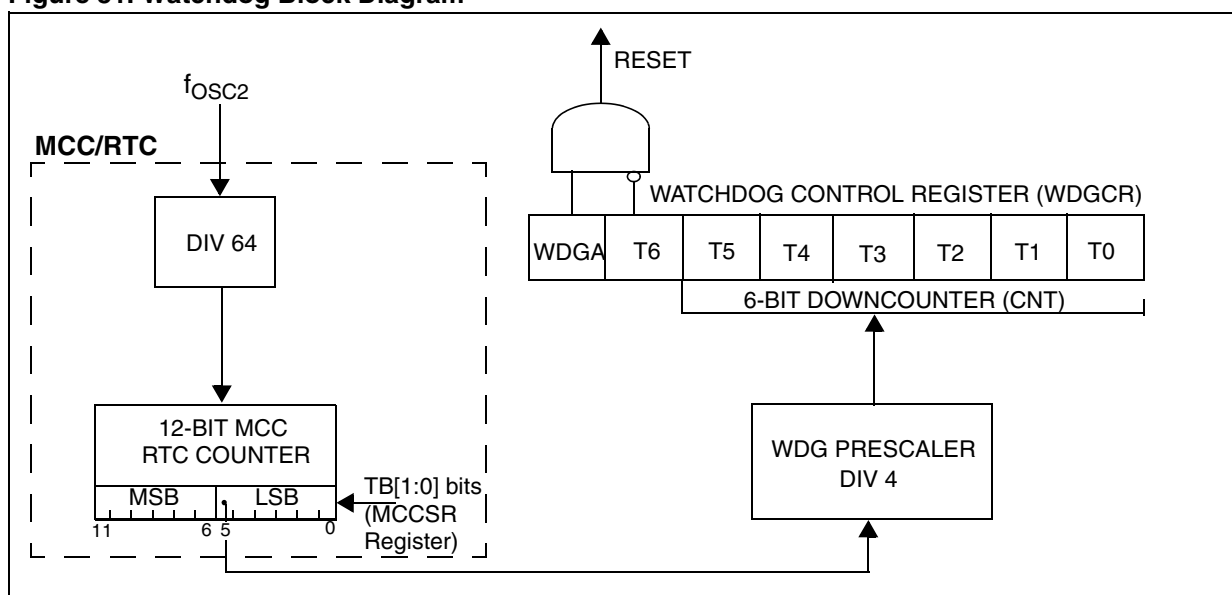 fOSC2
MCC/RTC
DIV 64
12-BIT MCC
RTC COUNTER
MSB LSB
11 6 5 0
TB[1:0] bits
(MCCSR
Register)
RESET
WATCHDOG CONTROL REGISTER (WDGCR)
WDGA T6 T5 T4 T3 T2 T1 T0
6-BIT DOWNCOUNTER (CNT)
WDG PRESCALER
DIV 4